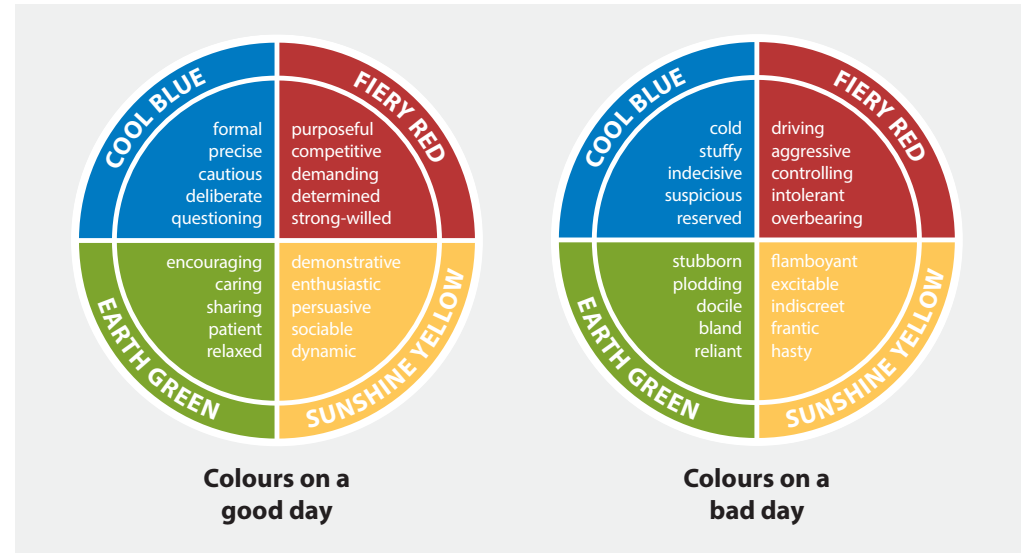 COOL BLUE
formal
precise
cautious
deliberate
questioning
FIERY RED
purposeful
competitive
demanding
determined
strong-willed
EARTH GREEN
encouraging
caring
sharing
patient
relaxed
SUNSHINE YELLOW
demonstrative
enthusiastic
persuasive
sociable
dynamic
Colours on a
good day
COOL BLUE
cold
stuffy
indecisive
suspicious
reserved
FIERY RED
driving
aggressive
controlling
intolerant
overbearing
EARTH GREEN
stubborn
plodding
docile
bland
reliant
SUNSHINE YELLOW
flamboyant
excitable
indiscreet
frantic
hasty
Colours on a
bad day